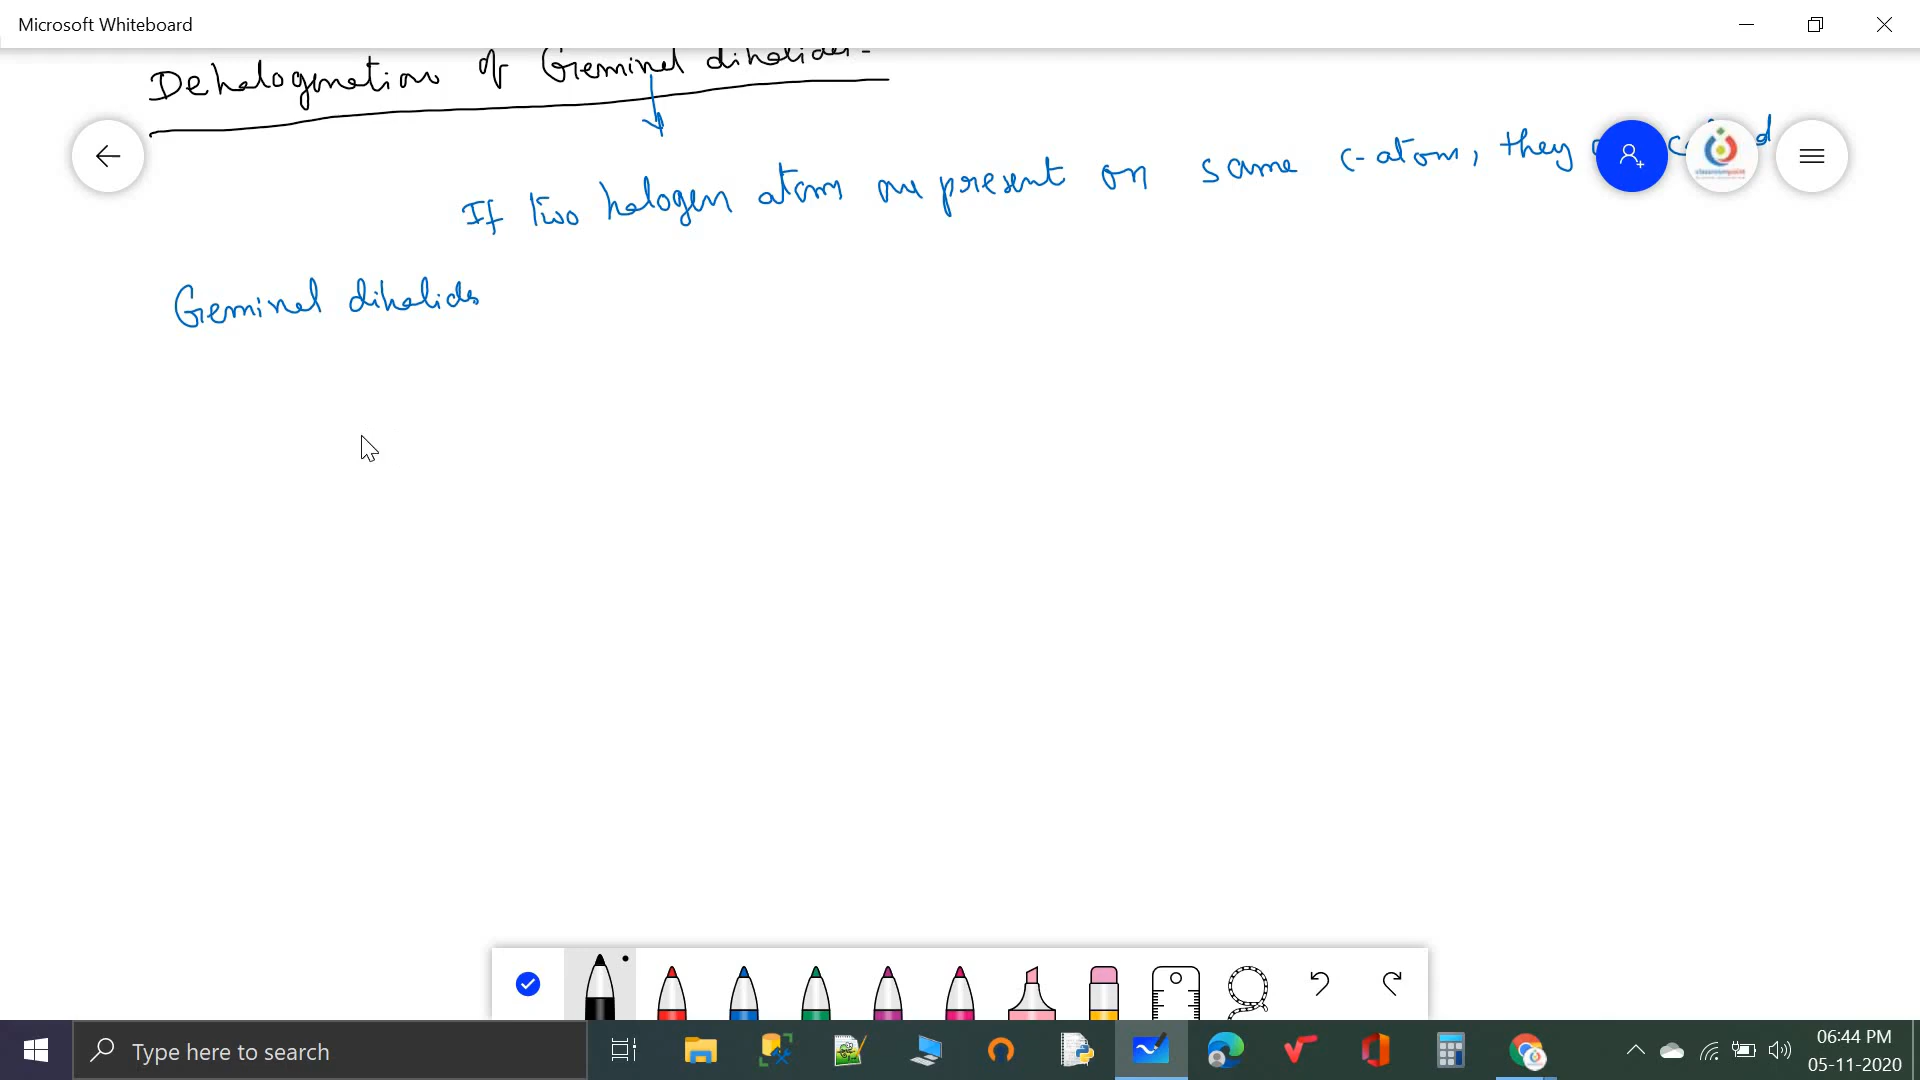 Microsoft Whiteboard
Dehalogenation of Geminal dihalides-
If two halogen atoms are present on same C-atom, they
Geminal dihalides
Type here to search
06:44 PM
05-11-2020